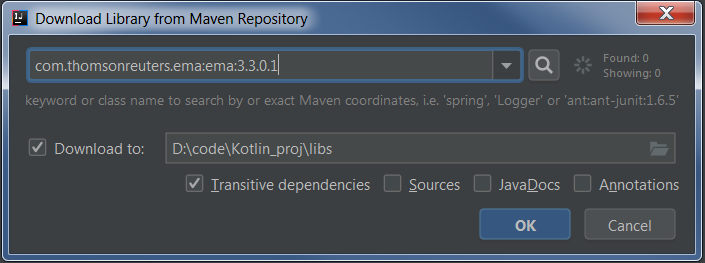 Download Library from Maven Repository
com.thomsonreuters.ema:ema:3.3.0.1
Found: 0
Showing: 0
keyword or class name to search by or exact Maven coordinates, i.e. 'spring', 'Logger' or 'ant:ant-junit:1.6.5'
Download to: D:\code\Kotlin_proj\libs
Transitive dependencies Sources JavaDocs Annotations
OK Cancel